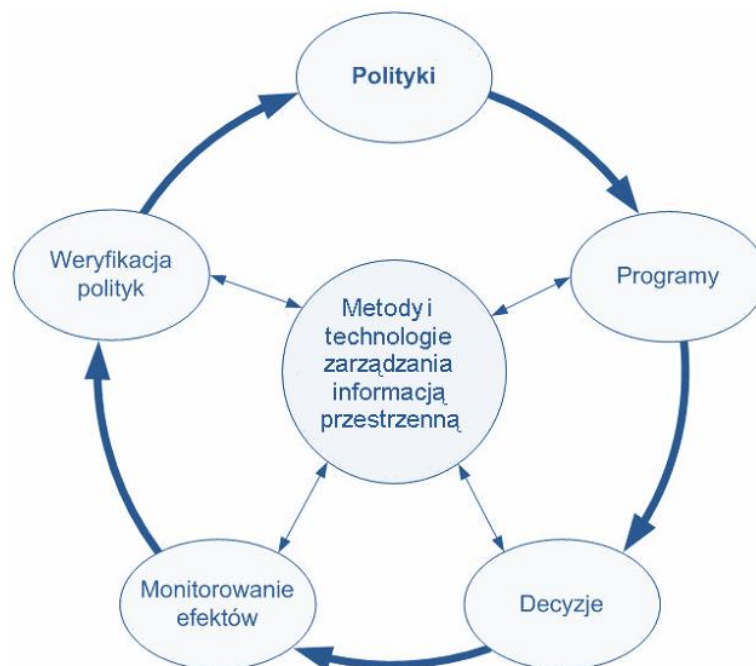 Polityki
Programy
Decyzje
Monitorowanie
efektów
Weryfikacja
polityk
Metody i
technologie
zarządzania
informacją
przestrzenną